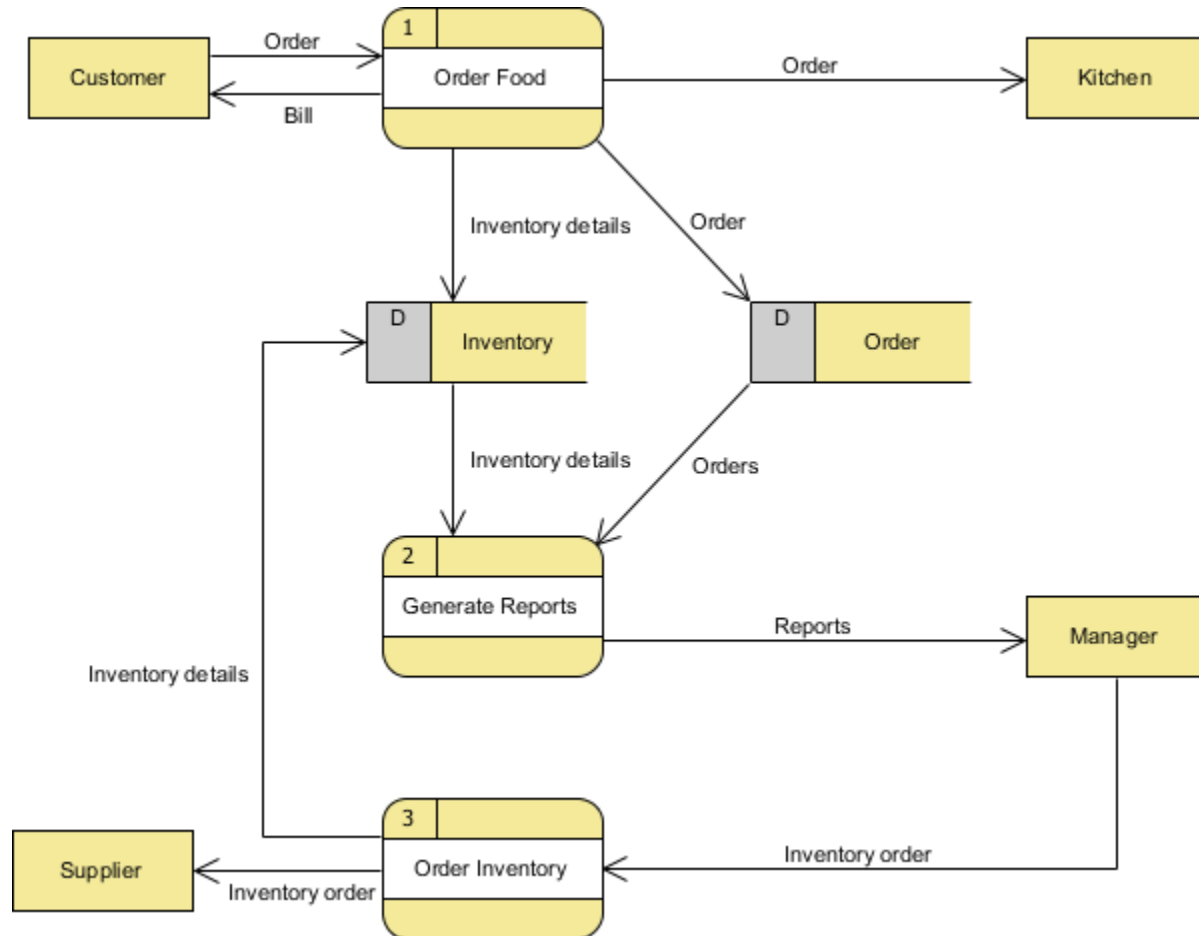 1
Order
Customer
Order Food
Order
Kitchen
Bill
Inventory details
Order
D
Inventory
D
Order
Inventory details
Orders
2
Generate Reports
Reports
Manager
Inventory details
3
Order Inventory
Inventory order
Supplier
Inventory order